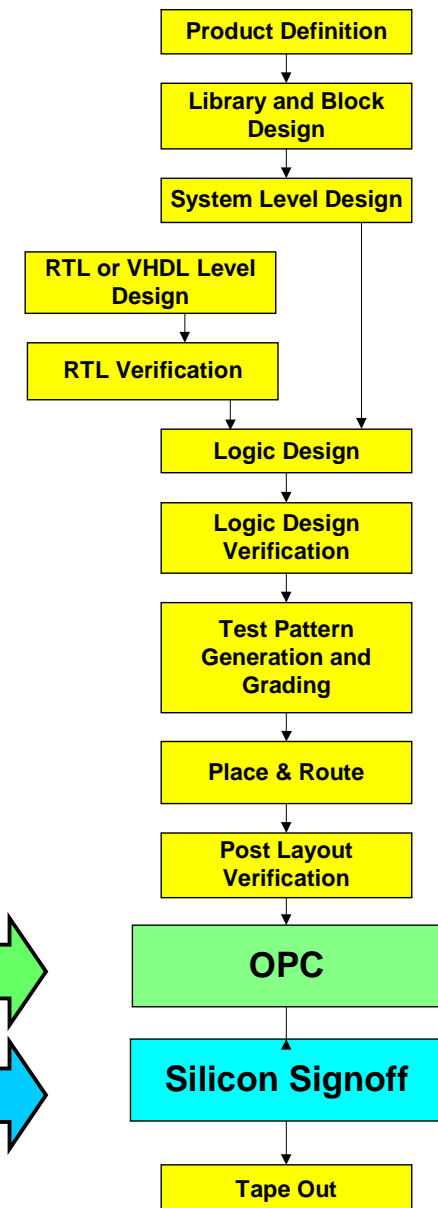 Product Definition
Library and Block
Design
System Level Design
RTL or VHDL Level
Design
RTL Verification
Logic Design
Logic Design
Verification
Test Pattern
Generation and
Grading
Place & Route
Post Layout
Verification
OPC
Silicon Signoff
Tape Out